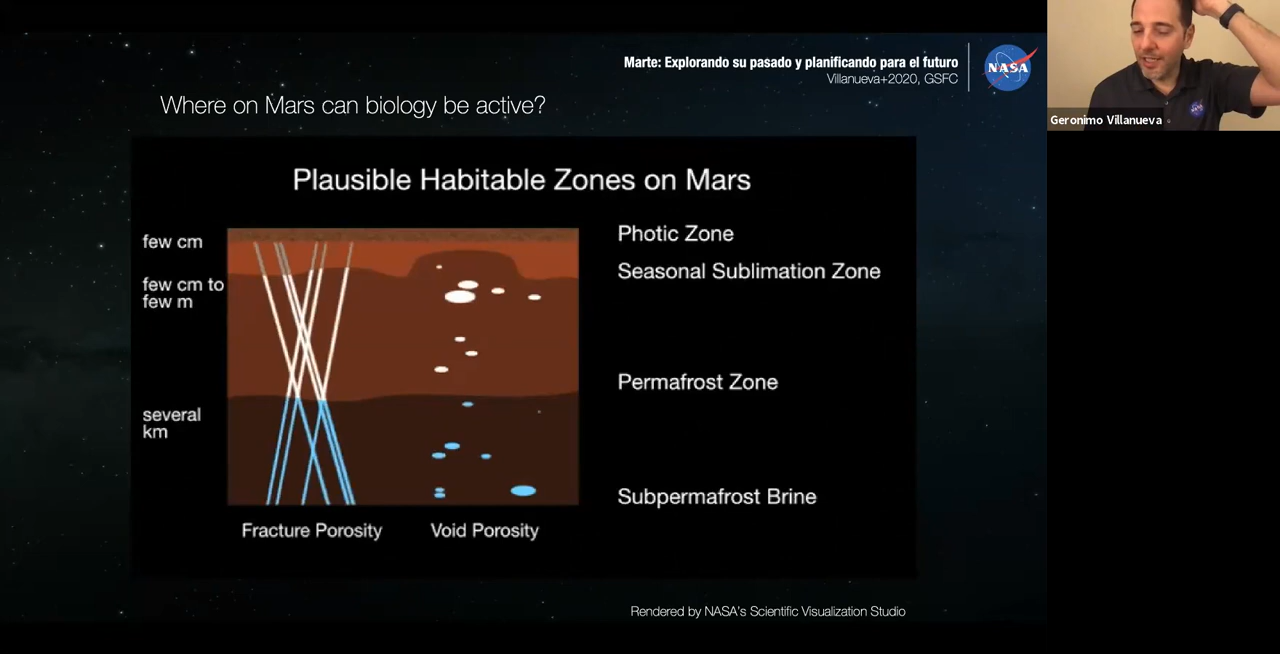 Marte: Explorando su pasado y planificando para el futuro
Villanueva+2020, GSFC
NASA
Geronimo Villanueva
Where on Mars can biology be active?
Plausible Habitable Zones on Mars
few cm
few cm to
few m
several
km
Photic Zone
Seasonal Sublimation Zone
Permafrost Zone
Subpermafrost Brine
Fracture Porosity
Void Porosity
Rendered by NASA's Scientific Visualization Studio